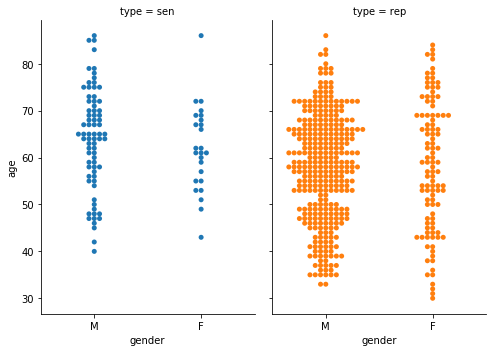 type = sen
type = rep
80
70
60
50
40
30
age
M
F
M
F
gender
gender